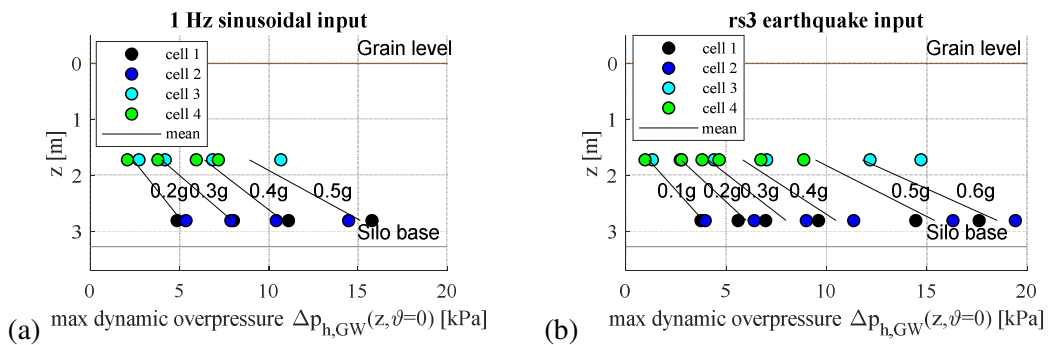 1 Hz sinusoidal input
cell 1
cell 2
cell 3
cell 4
mean
Grain level
0.2g
0.3g
0.4g
0.5g
Silo base
z [m]
0
1
2
3
0
5
10
15
20
(a)
max dynamic overpressure Δp_h,GW(z,ϑ=0) [kPa]
rs3 earthquake input
cell 1
cell 2
cell 3
cell 4
mean
Grain level
0.1g
0.2g
0.3g
0.4g
0.5g
0.6g
Silo base
z [m]
0
1
2
3
0
5
10
15
20
(b)
max dynamic overpressure Δp_h,GW(z,ϑ=0) [kPa]